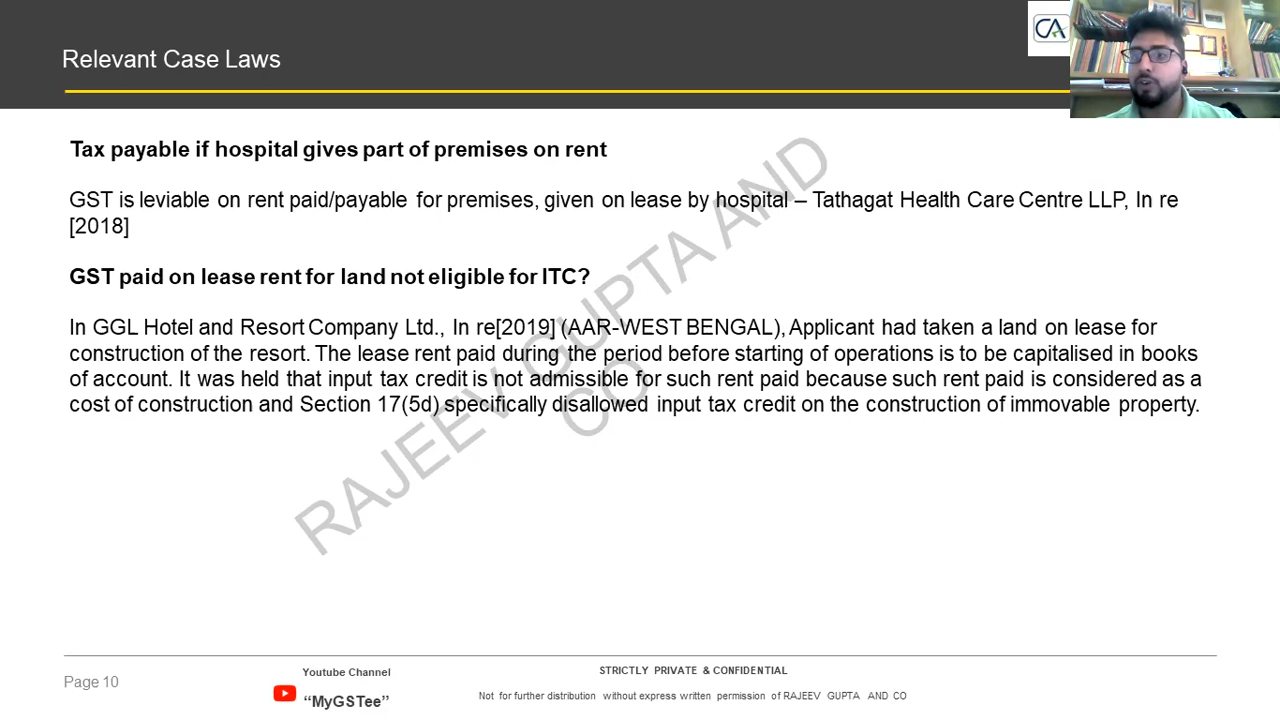 Relevant Case Laws
CA
Tax payable if hospital gives part of premises on rent
GST is leviable on rent paid/payable for premises, given on lease by hospital – Tathagat Health Care Centre LLP, In re
[2018]
GST paid on lease rent for land not eligible for ITC?
In GGL Hotel and Resort Company Ltd., In re[2019] (AAR-WEST BENGAL), Applicant had taken a land on lease for
construction of the resort. The lease rent paid during the period before starting of operations is to be capitalised in books
of account. It was held that input tax credit is not admissible for such rent paid because such rent paid is considered as a
cost of construction and Section 17(5d) specifically disallowed input tax credit on the construction of immovable property.
RAJEEV GUPTA AND
CO
Page 10
Youtube Channel
“MyGSTee”
STRICTLY PRIVATE & CONFIDENTIAL
Not for further distribution without express written permission of RAJEEV GUPTA AND CO